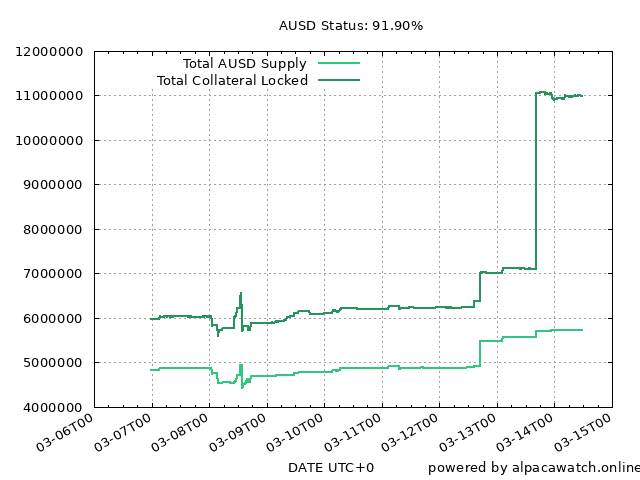 AUSD Status: 91.90%
12000000
Total AUSD Supply
Total Collateral Locked
11000000
10000000
9000000
8000000
7000000
6000000
5000000
4000000
03-06T00 03-07T00 03-08T00 03-09T00 03-10T00 03-11T00 03-12T00 03-13T00 03-14T00 03-15T00
DATE UTC+0 powered by alpacawatch.online